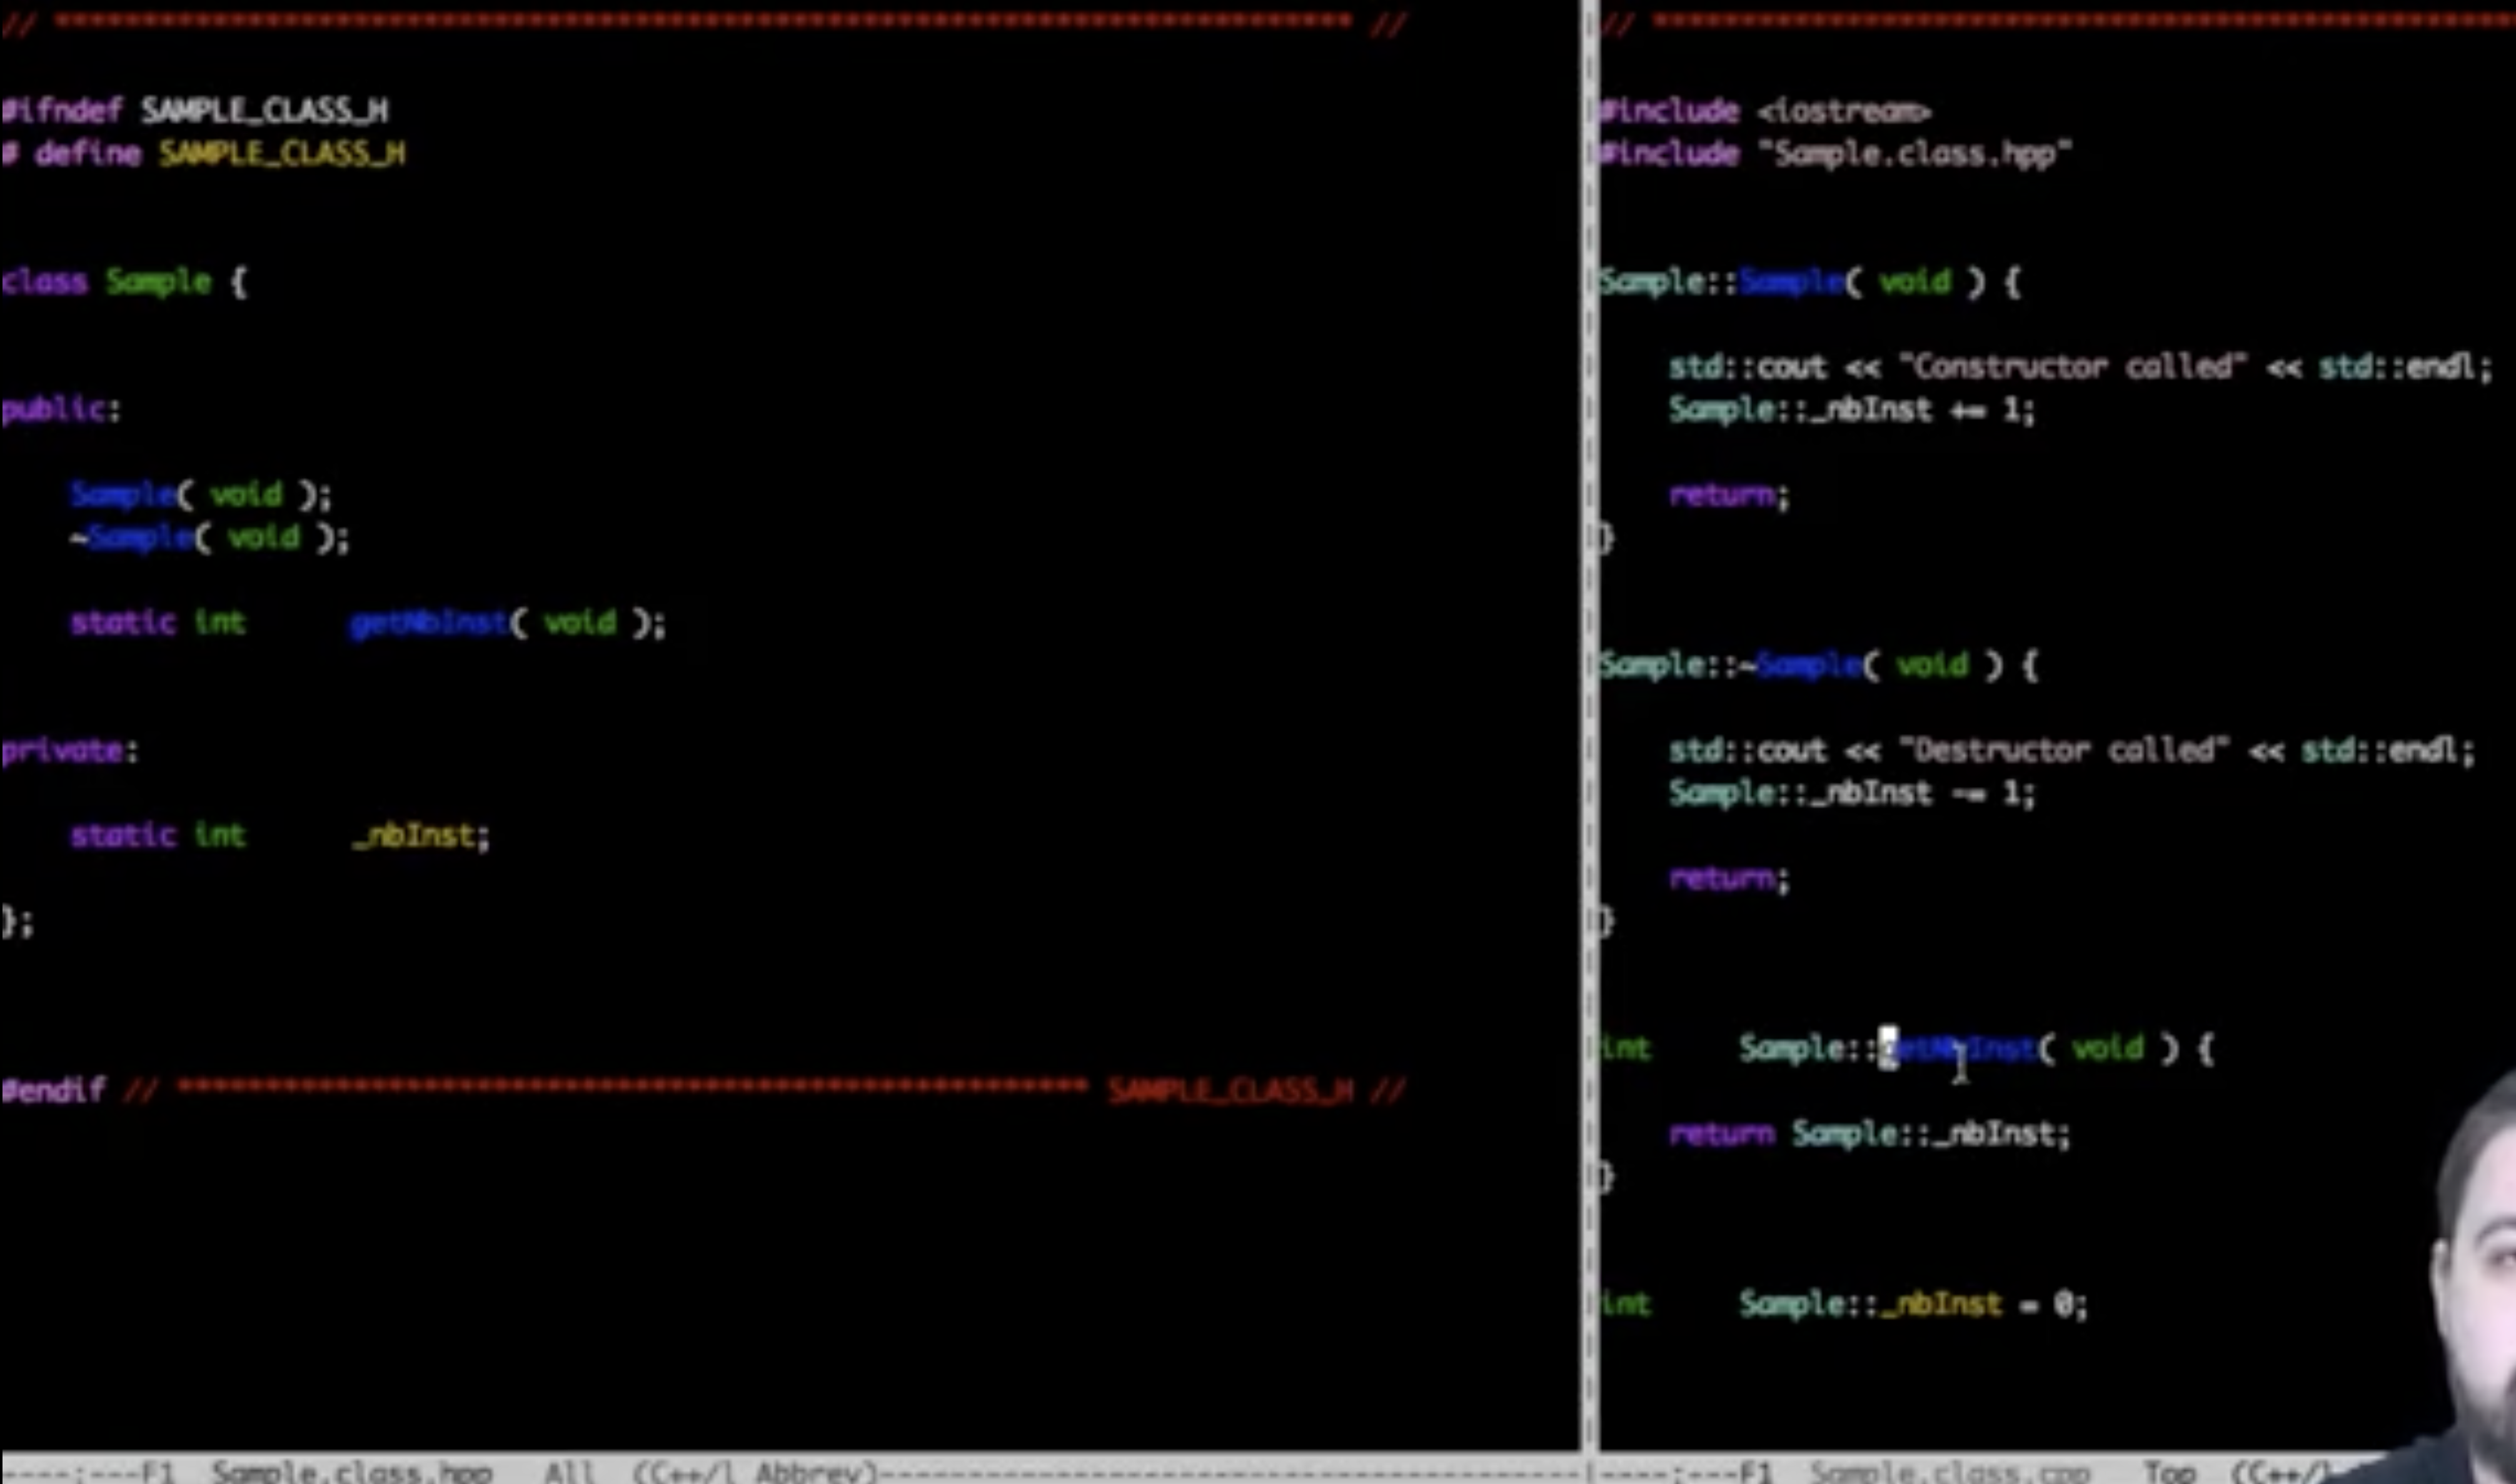 // ************************************************************************** //
#ifndef SAMPLE_CLASS_H
# define SAMPLE_CLASS_H
class Sample {
public:
Sample( void );
~Sample( void );
static int getNbInst( void );
private:
static int _nbInst;
};
#endif // **************************************************** SAMPLE_CLASS_H //
----:---F1 Sample.class.hpp All (C++/l Abbrev)----------------------------------------
// **************************************************
#include <iostream>
#include "Sample.class.hpp"
Sample::Sample( void ) {
std::cout << "Constructor called" << std::endl;
Sample::_nbInst += 1;
return;
}
Sample::~Sample( void ) {
std::cout << "Destructor called" << std::endl;
Sample::_nbInst -= 1;
return;
}
int Sample::getNbInst( void ) {
return Sample::_nbInst;
}
int Sample::_nbInst = 0;
----:---F1 Sample.class.cpp Top (C++/l